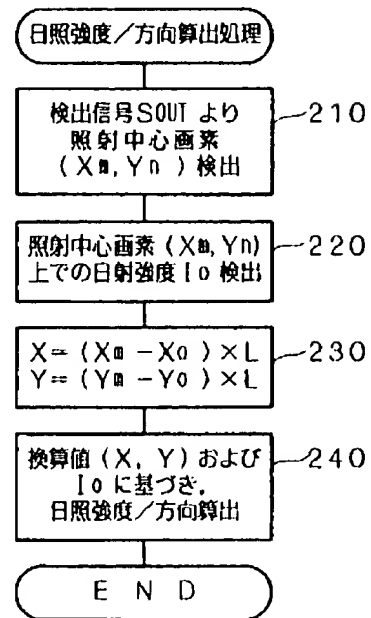 日照強度／方向算出処理
検出信号SOUT より
照射中心画素
(Xm,Yn) 検出
210
照射中心画素 (Xm,Yn)
上での日射強度 Io 検出
220
X= (Xm -Xo) ×L
Y= (Ym -Yo) ×L
230
換算値 (X, Y) および
Io に基づき,
日照強度/方向算出
240
E N D